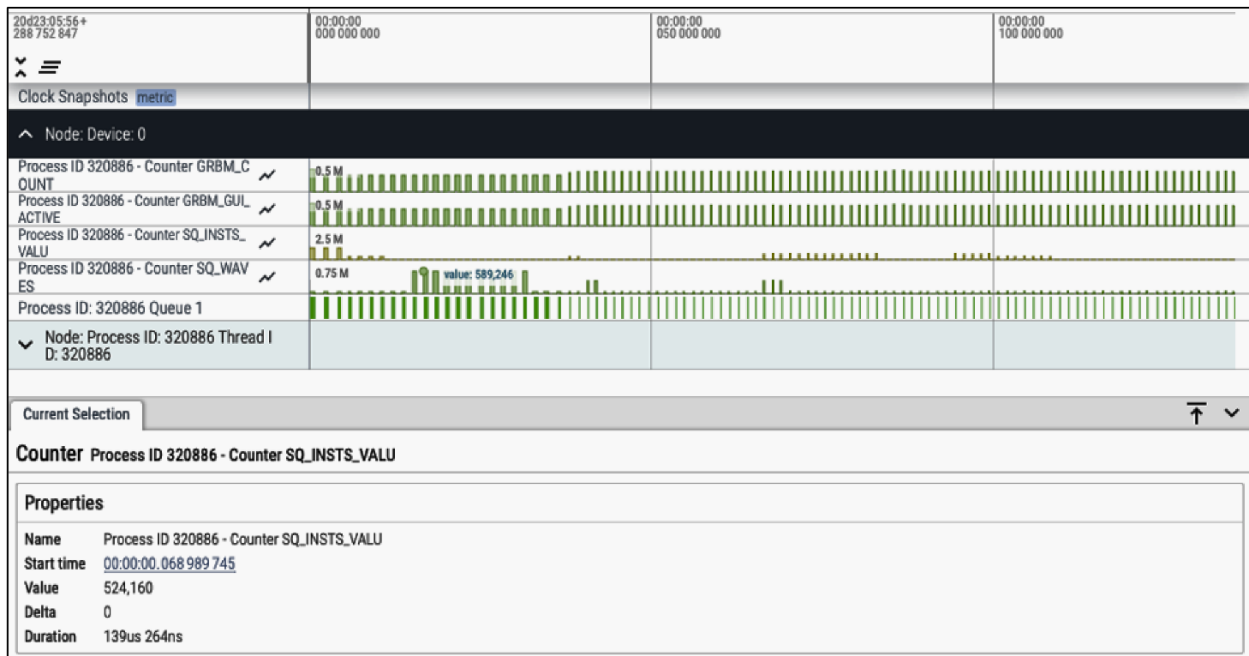 20d23:05:56+
288 752 847
00:00:00
000 000 000
00:00:00
050 000 000
00:00:00
100 000 000
Clock Snapshots metric
Node: Device: 0
Process ID 320886 - Counter GRBM_C
OUNT
0.5 M
Process ID 320886 - Counter GRBM_GUI_
ACTIVE
0.5 M
Process ID 320886 - Counter SQ_INSTS_
VALU
2.5 M
Process ID 320886 - Counter SQ_WAV
ES
0.75 M
value: 589,246
Process ID: 320886 Queue 1
Node: Process ID: 320886 Thread I
D: 320886
Current Selection
Counter Process ID 320886 - Counter SQ_INSTS_VALU
Properties
Name Process ID 320886 - Counter SQ_INSTS_VALU
Start time 00:00:00.068 989 745
Value 524,160
Delta 0
Duration 139us 264ns